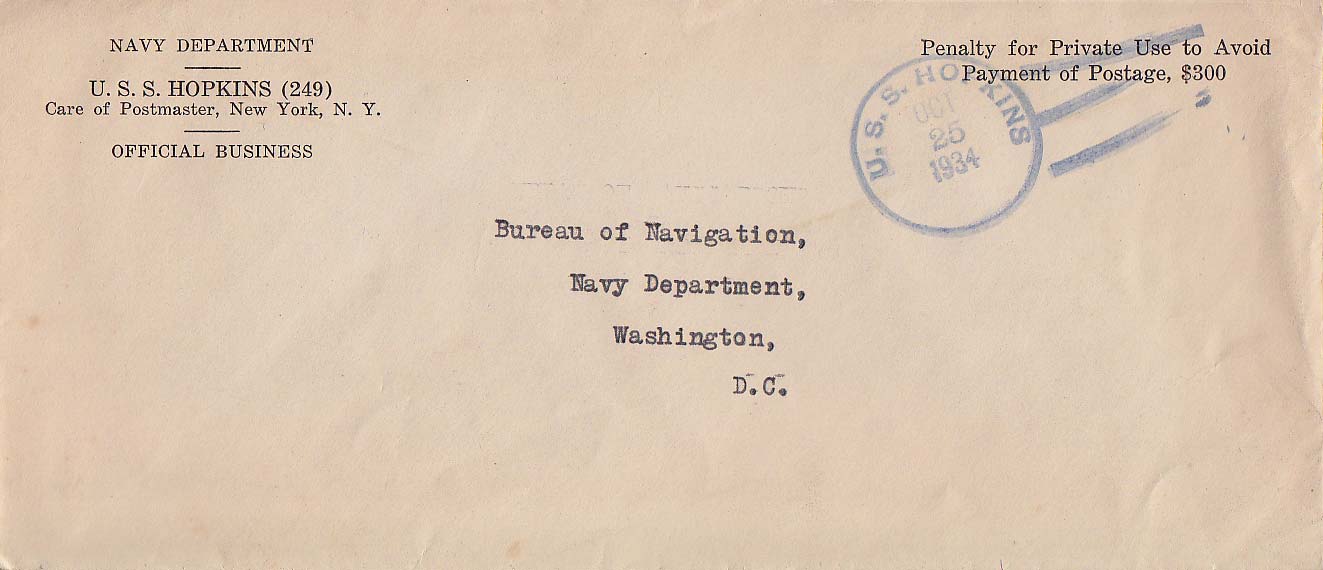 NAVY DEPARTMENT
U. S. S. HOPKINS (249)
Care of Postmaster, New York, N. Y.
OFFICIAL BUSINESS
Penalty for Private Use to Avoid
Payment of Postage, $300
U. S. S. HOPKINS
OCT
25
1934
Bureau of Navigation,
Navy Department,
Washington,
D.C.